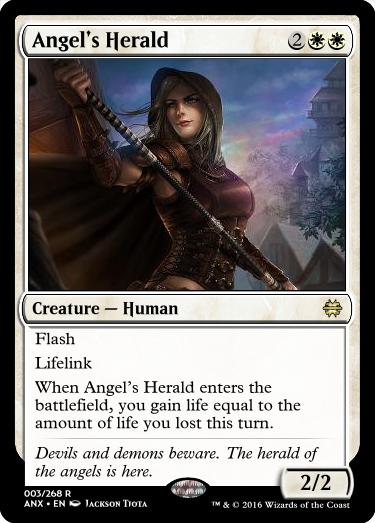 Angel's Herald 2
Creature — Human
Flash
Lifelink
When Angel's Herald enters the
battlefield, you gain life equal to the
amount of life you lost this turn.
Devils and demons beware. The herald of
the angels is here.
2/2
003/268 R
ANX • EN Jackson Tjota
™ & © 2016 Wizards of the Coast